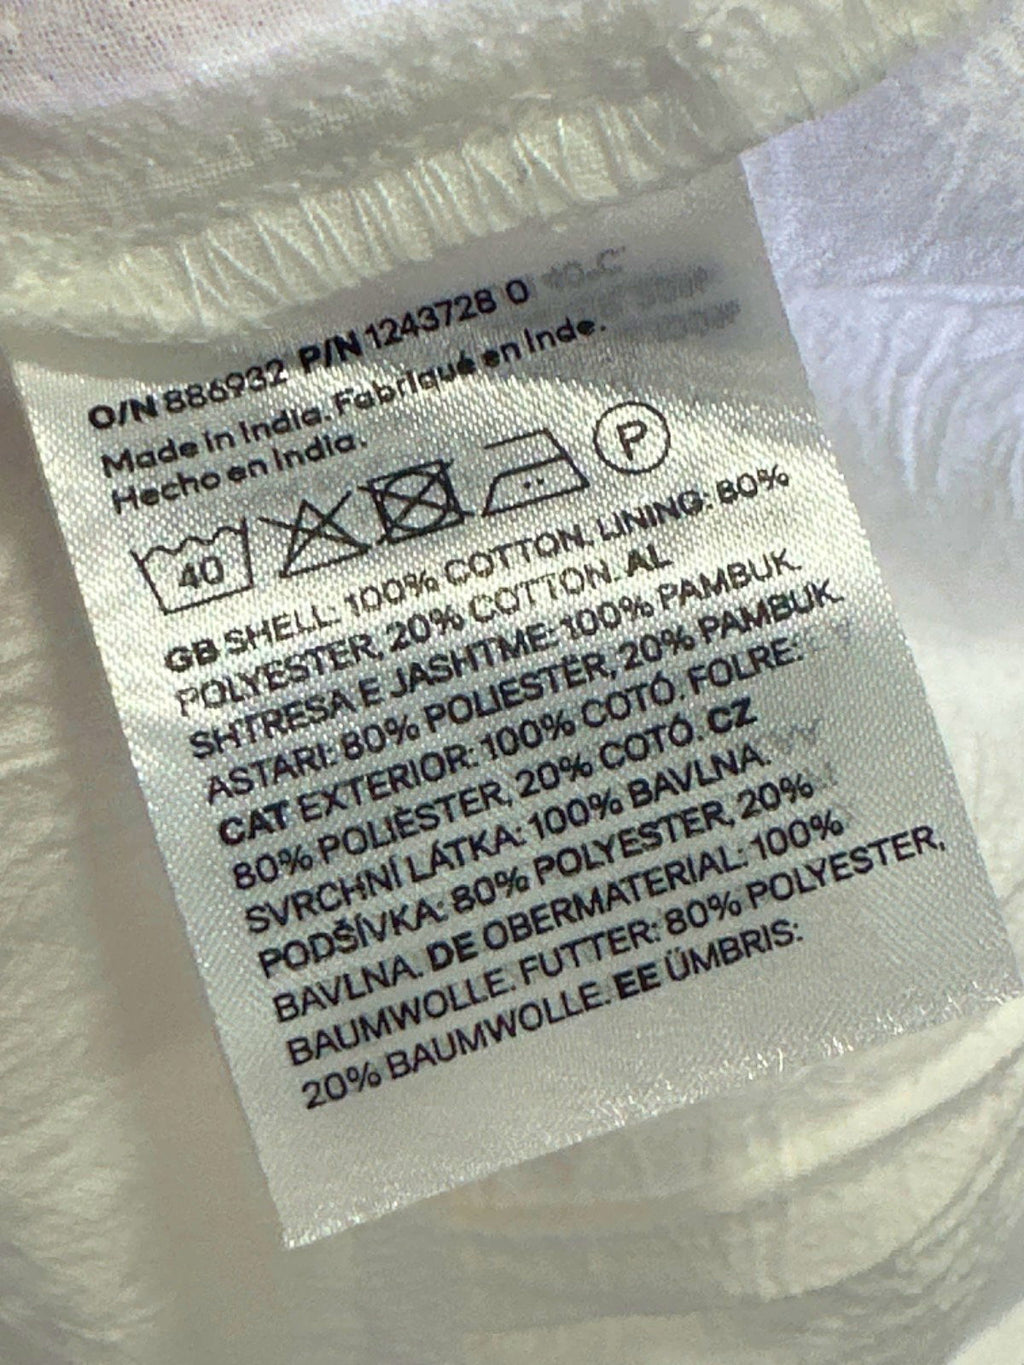 O/N 886932 P/N 1243728 0
Made in India. Fabriqué en Inde.
Hecho en India.
40 P
GB SHELL: 100% COTTON. LINING: 80%
POLYESTER, 20% COTTON. AL
SHTRESA E JASHTME: 100% PAMBUK.
ASTARI: 80% POLIESTËR, 20% PAMBUK.
CAT EXTERIOR: 100% COTÓ. FOLRE:
80% POLIÈSTER, 20% COTÓ. CZ
SVRCHNÍ LÁTKA: 100% BAVLNA.
PODŠÍVKA: 80% POLYESTER, 20%
BAVLNA. DE OBERMATERIAL: 100%
BAUMWOLLE. FUTTER: 80% POLYESTER,
20% BAUMWOLLE. EE ÜMBRIS: